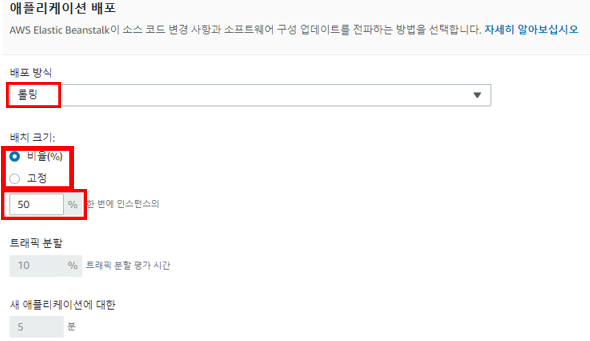 애플리케이션 배포
AWS Elastic Beanstalk이 소스 코드 변경 사항과 소프트웨어 구성 업데이트를 전파하는 방법을 선택합니다. 자세히 알아보십시오
배포 방식
롤링
배치 크기:
비율(%)
고정
50 % 한 번에 인스턴스의
트래픽 분할
10 % 트래픽 분할 평가 시간
새 애플리케이션에 대한
5 분